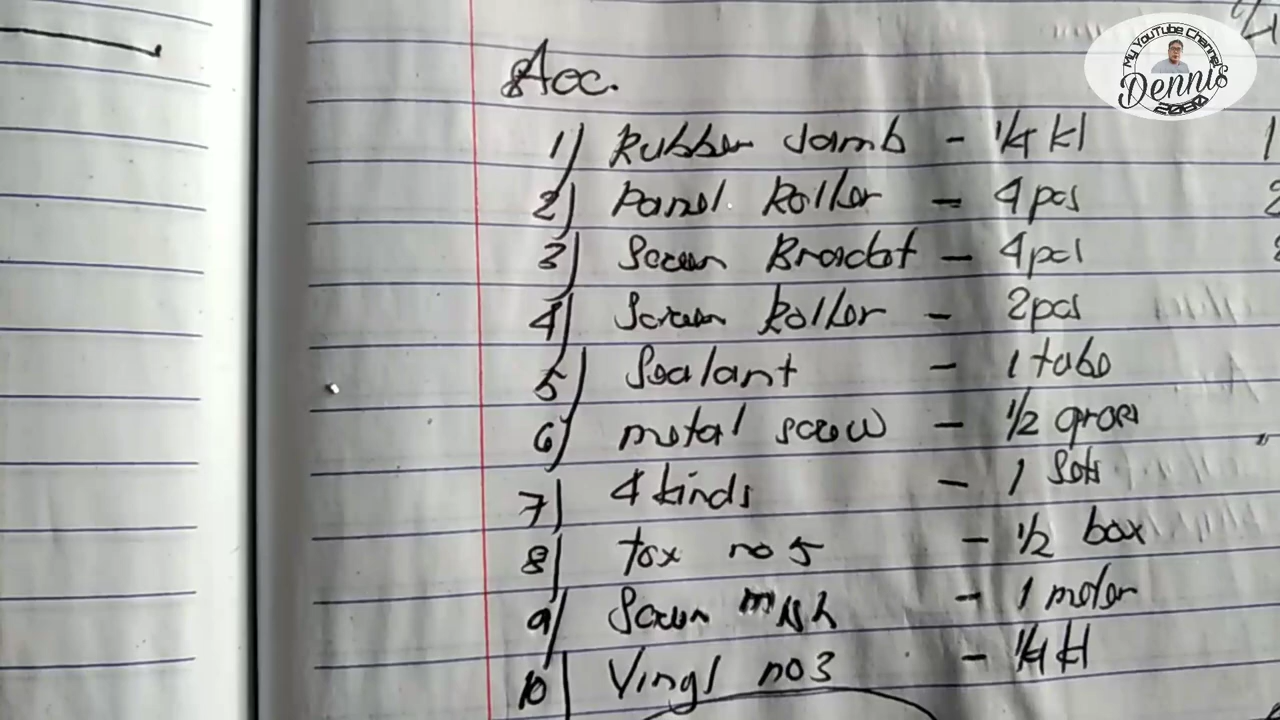 My YouTube Channel
Dennis
2080
Acc.
1) Rubber Jamb - 1/4 kl
2) Panel Roller - 4 pcs
3) Screen Bracket - 4 pcs
4) Screen Roller - 2 pcs
5) Sealant - 1 tube
6) metal screw - 1/2 gross
7) 4 kinds - 1 sets
8) tox no 5 - 1/2 box
9) Screen mesh - 1 meter
10) Vinyl no 3 - 1/4 kl